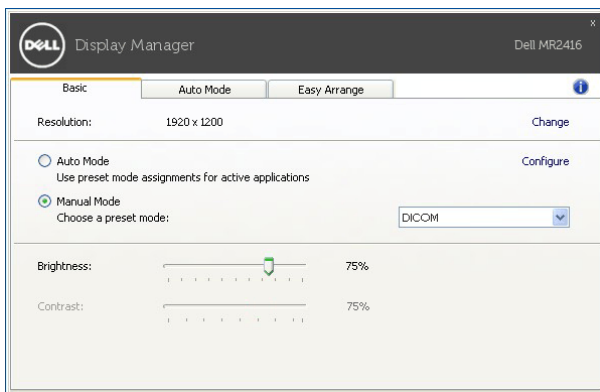 DELL Display Manager Dell MR2416
x
Basic Auto Mode Easy Arrange i
Resolution: 1920 x 1200 Change
Auto Mode Configure
Use preset mode assignments for active applications
Manual Mode
Choose a preset mode: DICOM
Brightness: 75%
Contrast: 75%